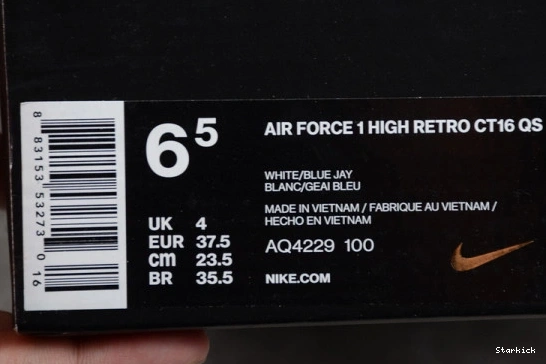 8 83153 53273 0 16
6⁵
AIR FORCE 1 HIGH RETRO CT16 QS
WHITE/BLUE JAY
BLANC/GEAI BLEU
MADE IN VIETNAM / FABRIQUE AU VIETNAM /
HECHO EN VIETNAM
UK 4
EUR 37.5
cm 23.5
BR 35.5
AQ4229 100
NIKE.COM
Starkick